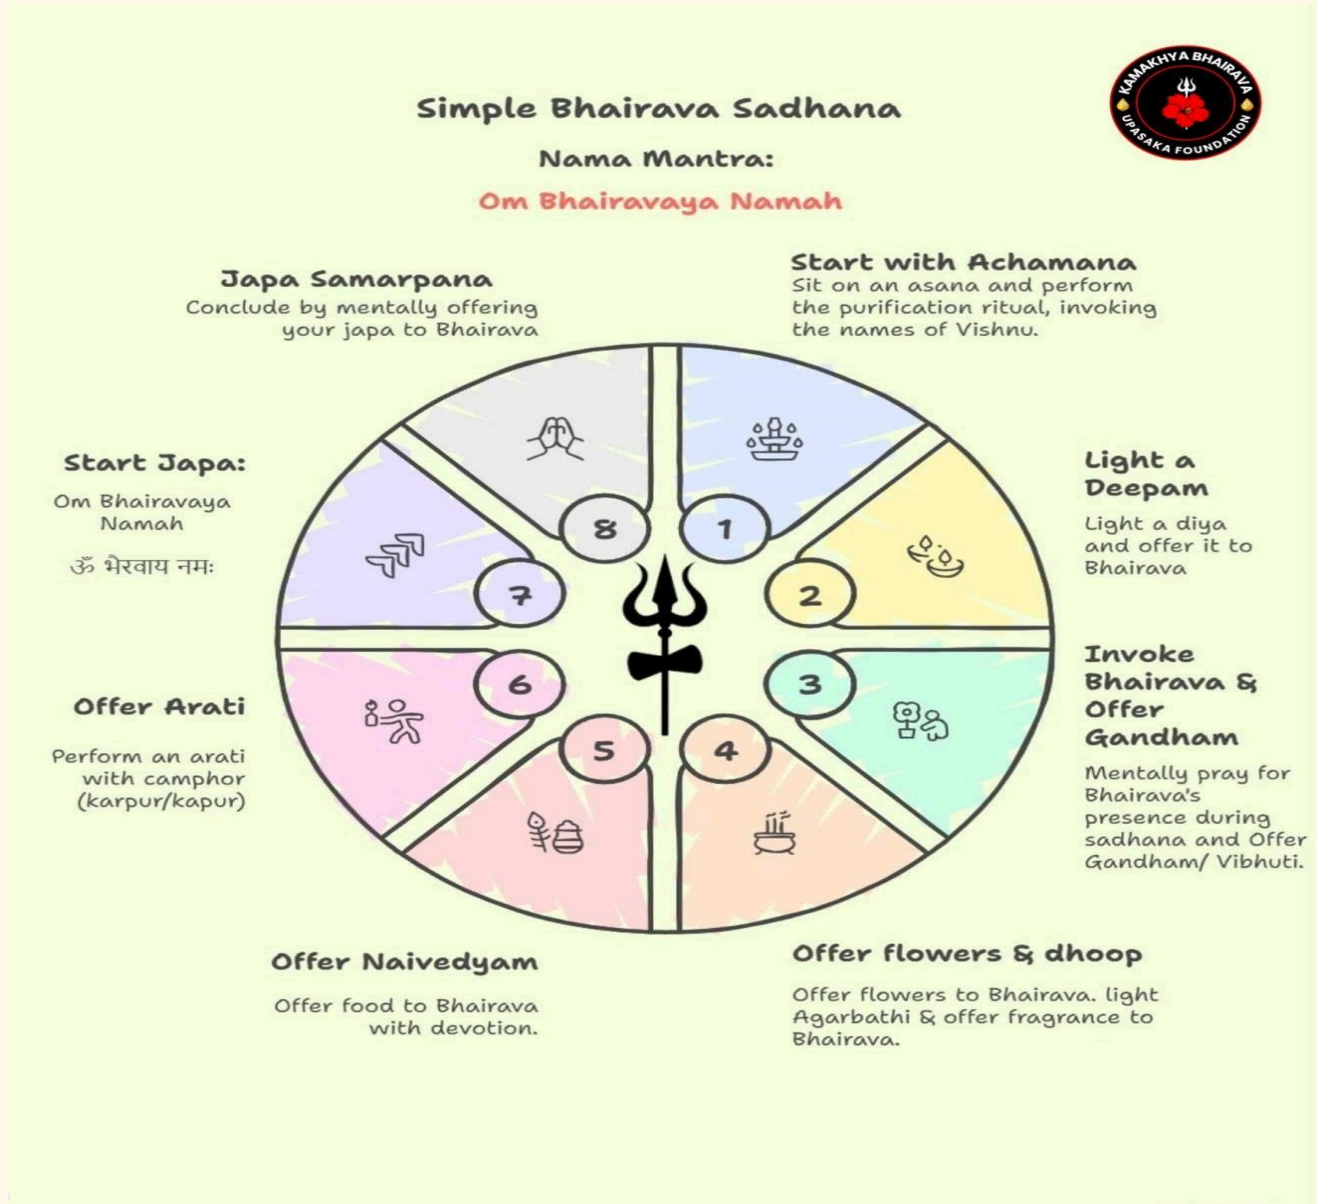 KAMAKHYA BHAIRAVA
UPASAKA FOUNDATION
Simple Bhairava Sadhana
Nama Mantra:
Om Bhairavaya Namah
Start with Achamana
Sit on an asana and perform
the purification ritual, invoking
the names of Vishnu.
Light a
Deepam
Light a diya
and offer it to
Bhairava
Invoke
Bhairava &
Offer
Gandham
Mentally pray for
Bhairava's
presence during
sadhana and Offer
Gandham/ Vibhuti.
Offer flowers & dhoop
Offer flowers to Bhairava. light
Agarbathi & offer fragrance to
Bhairava.
Offer Naivedyam
Offer food to Bhairava
with devotion.
Offer Arati
Perform an arati
with camphor
(karpur/kapur)
Start Japa:
Om Bhairavaya
Namah
ॐ भैरवाय नमः
Japa Samarpana
Conclude by mentally offering
your japa to Bhairava
1
2
3
4
5
6
7
8